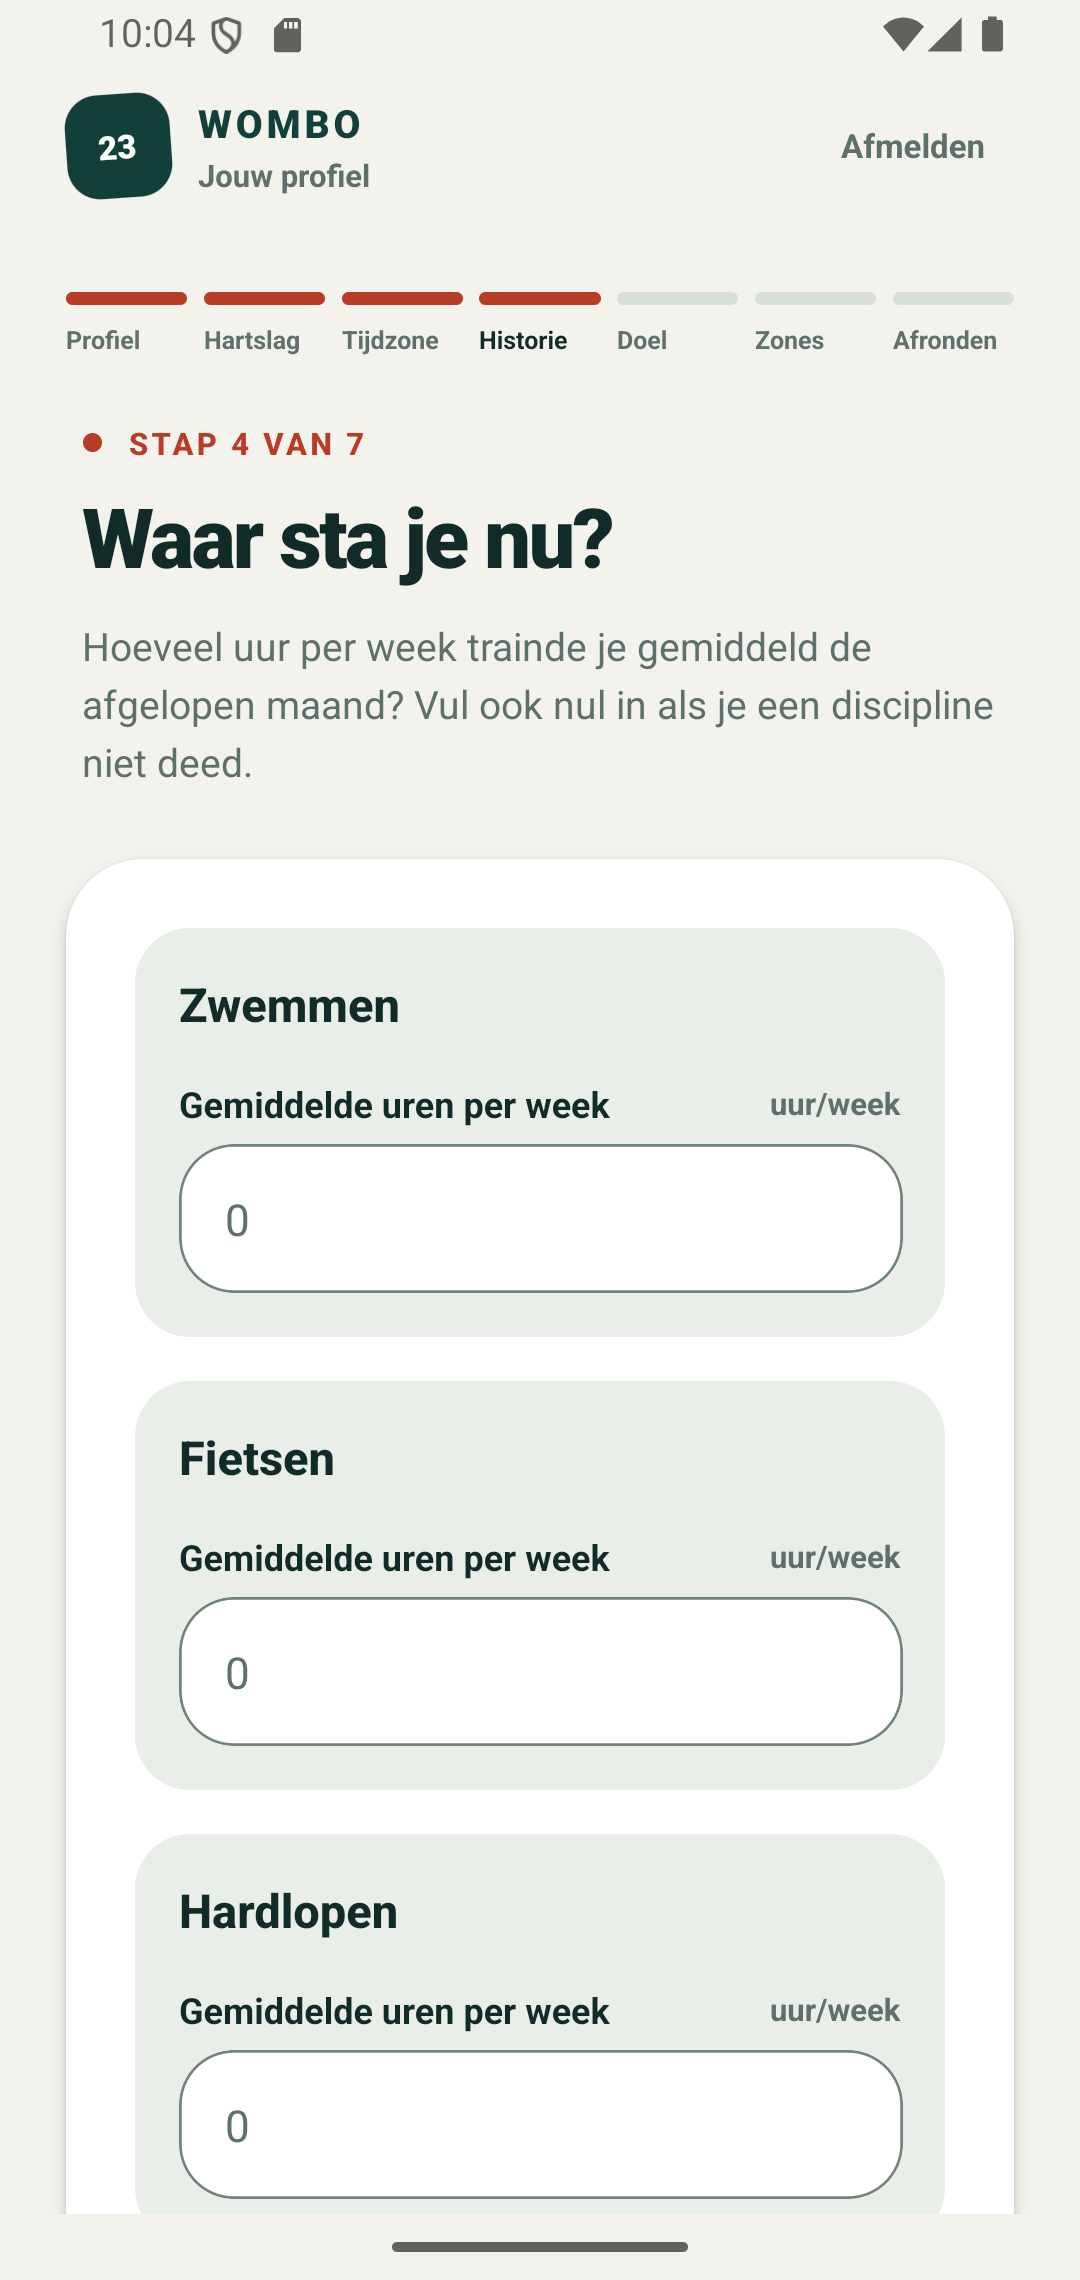 10:04
23
WOMBO
Jouw profiel
Afmelden
Profiel
Hartslag
Tijdzone
Historie
Doel
Zones
Afronden
STAP 4 VAN 7
Waar sta je nu?
Hoeveel uur per week trainde je gemiddeld de
afgelopen maand? Vul ook nul in als je een discipline
niet deed.
Zwemmen
Gemiddelde uren per week
uur/week
0
Fietsen
Gemiddelde uren per week
uur/week
0
Hardlopen
Gemiddelde uren per week
uur/week
0